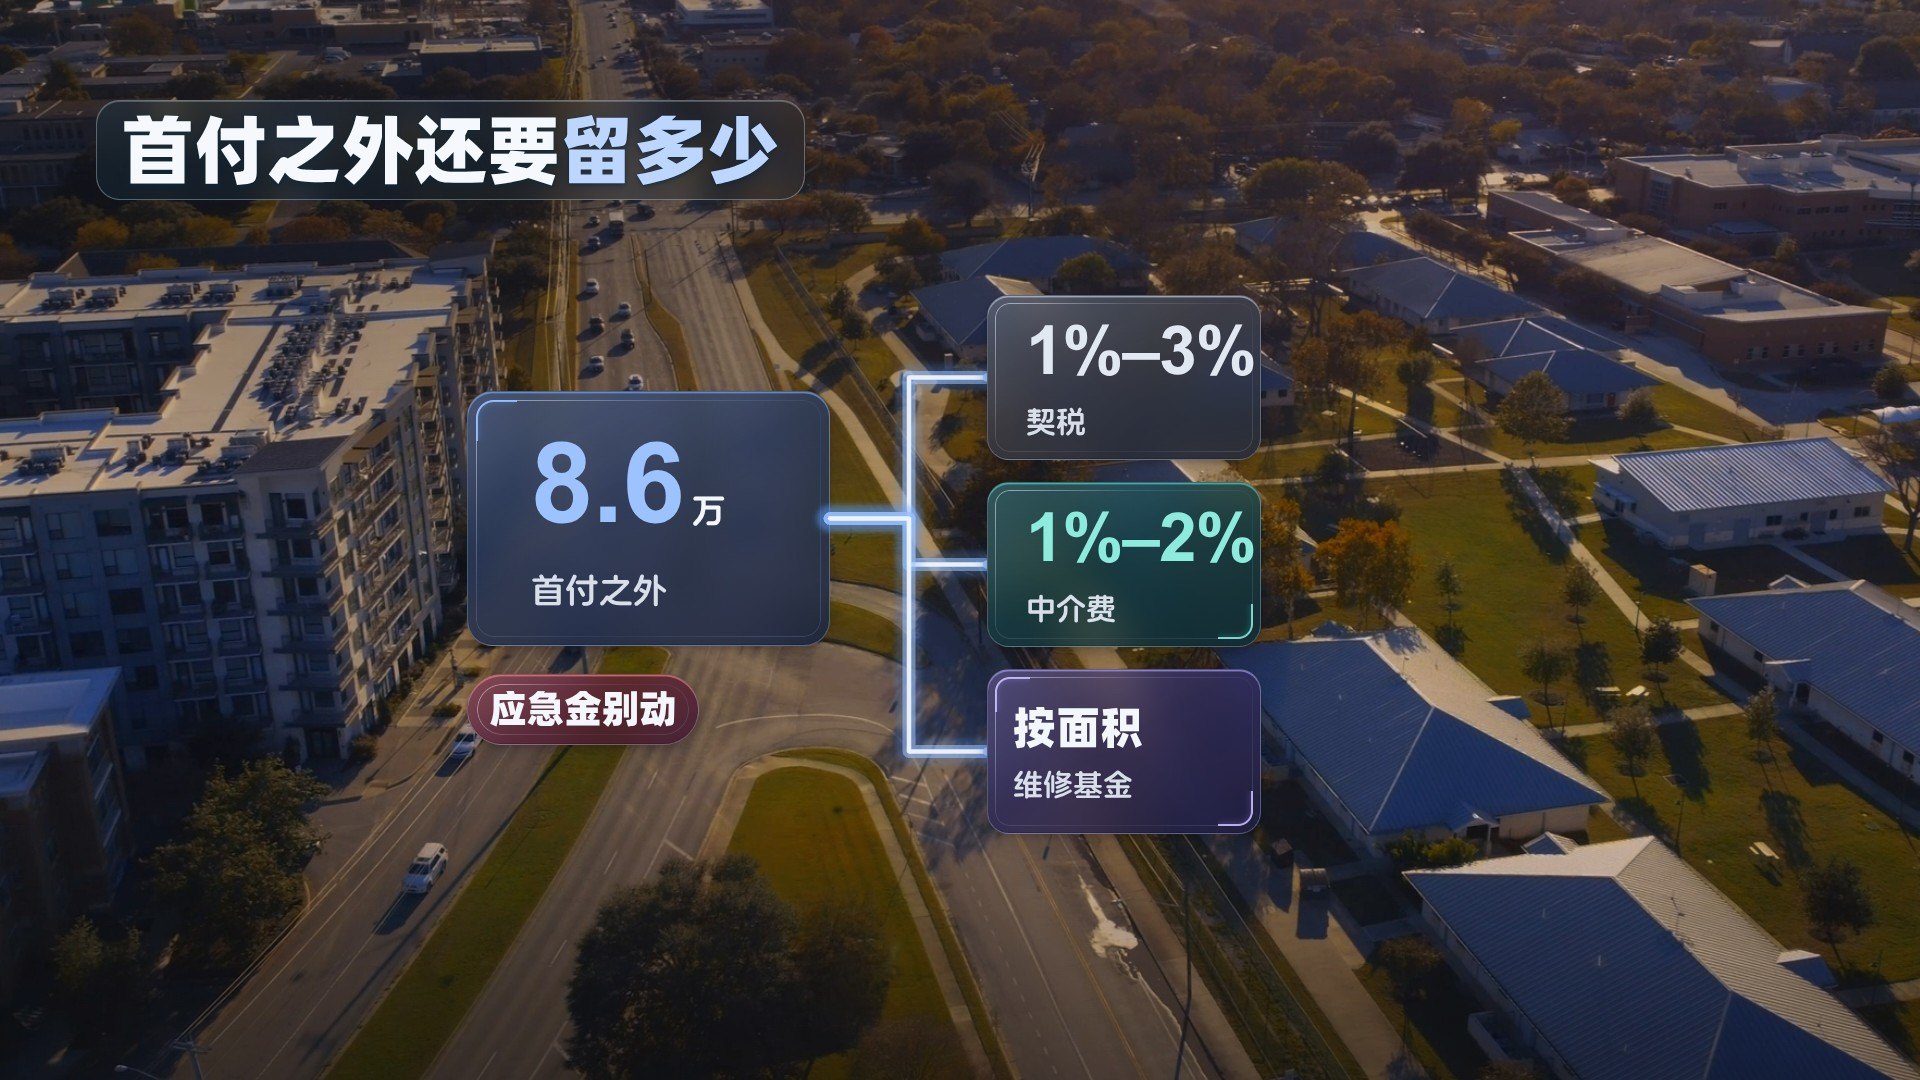 首付之外还要留多少
8.6万
首付之外
应急金别动
1%–3%
契税
1%–2%
中介费
按面积
维修基金